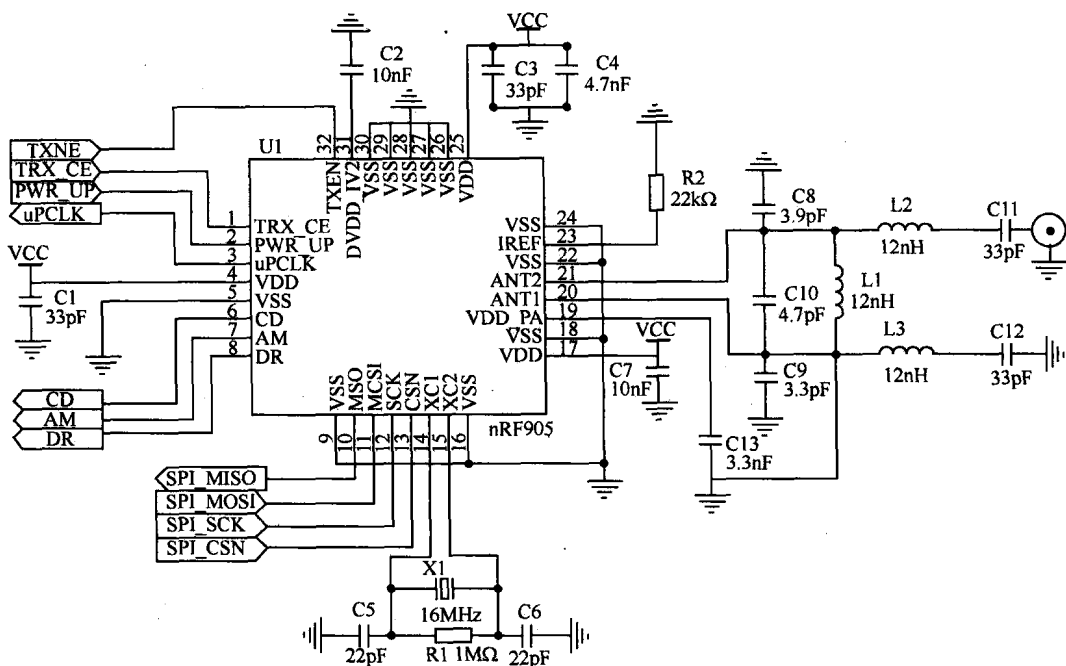 VCC
C2
10nF
C3
33pF
C4
4.7nF
U1
32
31
30
29
28
27
26
25
TXEN
DVDD_IV2
VSS
VSS
VSS
VSS
VSS
VDD
TXNE
TRX_CE
PWR_UP
uPCLK
VCC
C1
33pF
1
2
3
4
5
6
7
8
TRX_CE
PWR_UP
uPCLK
VDD
VSS
CD
AM
DR
VSS
IREF
VSS
ANT2
ANT1
VDD_PA
VSS
VDD
24
23
22
21
20
19
18
17
R2
22kΩ
C8
3.9pF
L2
12nH
C11
33pF
C10
4.7pF
L1
12nH
L3
12nH
C12
33pF
VCC
C7
10nF
C9
3.3pF
C13
3.3nF
CD
AM
DR
VSS
MSO
MCSI
SCK
CSN
XC1
XC2
VSS
nRF905
9
10
11
12
13
14
15
16
SPI_MISO
SPI_MOSI
SPI_SCK
SPI_CSN
X1
16MHz
C5
22pF
R1 1MΩ
C6
22pF